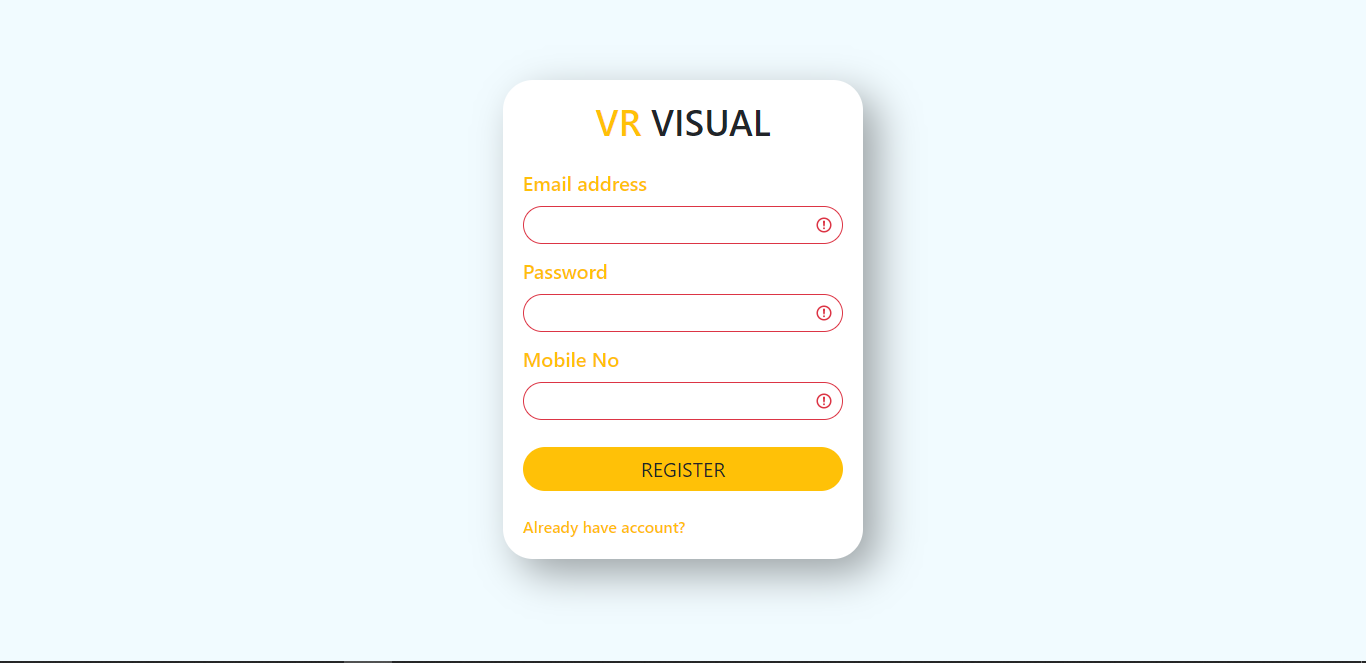 VR VISUAL
Email address
Password
Mobile No
REGISTER
Already have account?